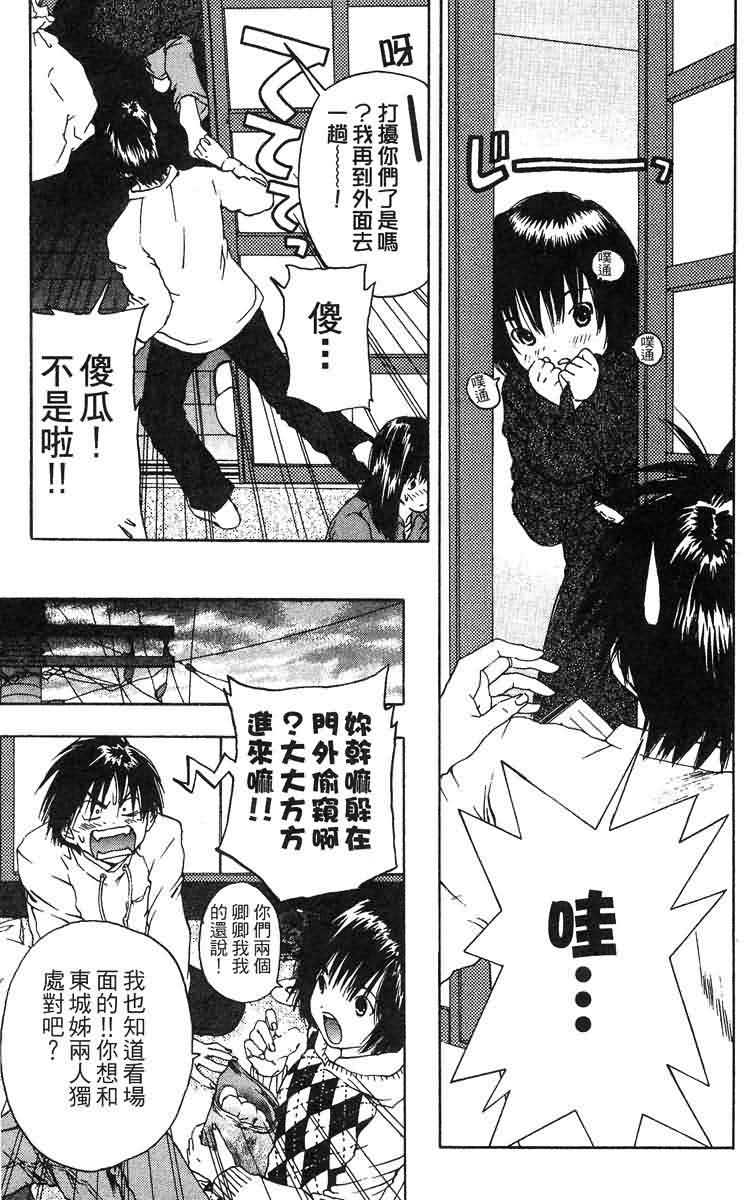 じーーっ
噗通
噗通
噗通
哇…
呀
打擾你們了是嗎
？我再到外面去
一趟~~~~！
傻…
傻瓜！
不是啦!!
妳幹嘛躲在
門外偷窺啊
？大大方方
進來嘛!!
你們兩個
卿卿我我
的還說！
我也知道看場
面的!!你想和
東城姊兩人獨
處對吧？